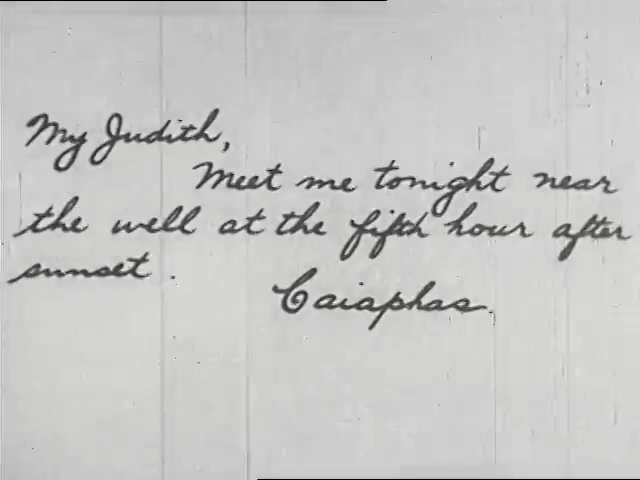 My Judith,
Meet me tonight near
the well at the fifth hour after
sunset.
Caiaphas.